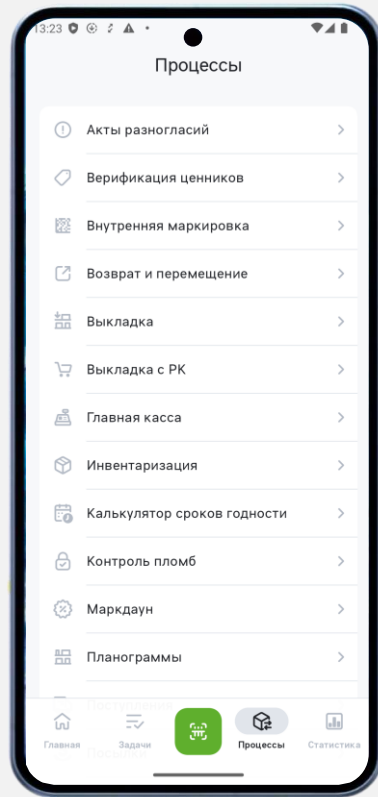 13:23
Процессы
Акты разногласий
Верификация ценников
Внутренняя маркировка
Возврат и перемещение
Выкладка
Выкладка с РК
Главная касса
Инвентаризация
Калькулятор сроков годности
Контроль пломб
Маркдаун
Планограммы
Поступления
Главная
Задачи
Процессы
Статистика